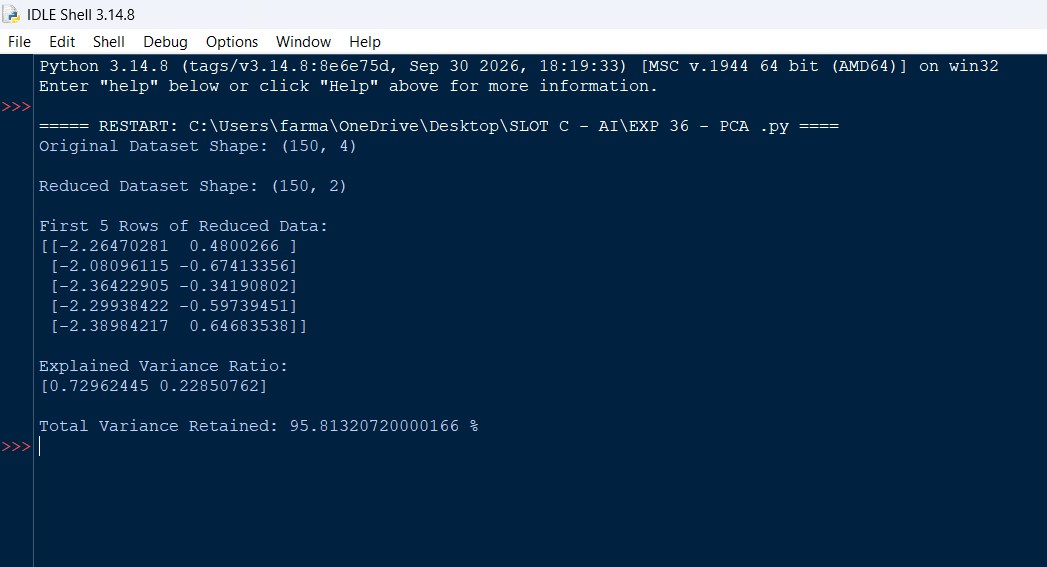 IDLE Shell 3.14.8
File Edit Shell Debug Options Window Help
Python 3.14.8 (tags/v3.14.8:8e6e75d, Sep 30 2026, 18:19:33) [MSC v.1944 64 bit (AMD64)] on win32
Enter "help" below or click "Help" above for more information.
>>>
===== RESTART: C:\Users\farma\OneDrive\Desktop\SLOT C - AI\EXP 36 - PCA .py ====
Original Dataset Shape: (150, 4)
Reduced Dataset Shape: (150, 2)
First 5 Rows of Reduced Data:
[[-2.26470281  0.4800266 ]
 [-2.08096115 -0.67413356]
 [-2.36422905 -0.34190802]
 [-2.29938422 -0.59739451]
 [-2.38984217  0.64683538]]
Explained Variance Ratio:
[0.72962445 0.22850762]
Total Variance Retained: 95.81320720000166 %
>>>